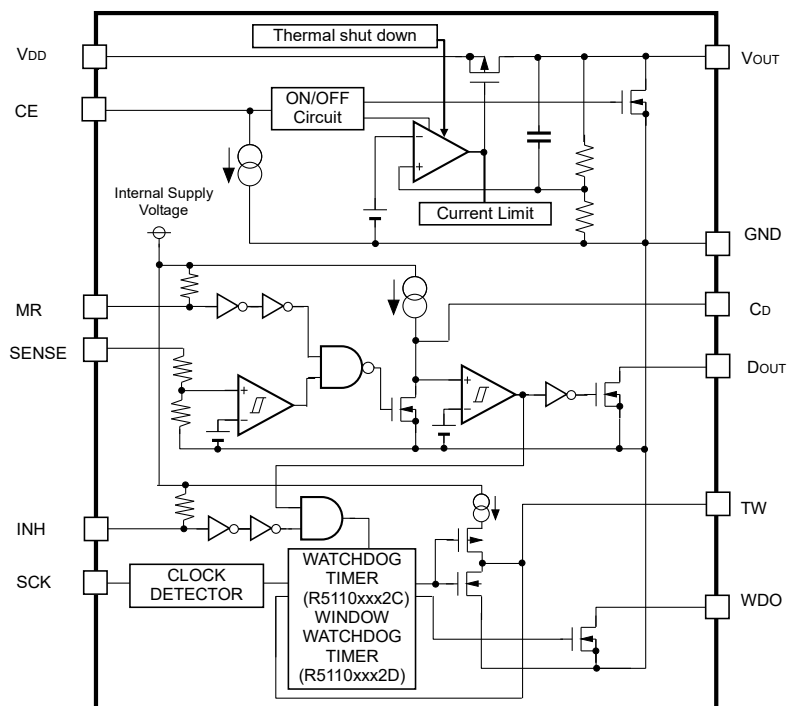 Thermal shut down
VDD
VOUT
CE
ON/OFF
Circuit
−
+
Internal Supply
Voltage
Current Limit
GND
MR
CD
SENSE
DOUT
+
−
+
−
TW
INH
SCK
CLOCK
DETECTOR
WATCHDOG
TIMER
(R5110xxx2C)
WINDOW
WATCHDOG
TIMER
(R5110xxx2D)
WDO